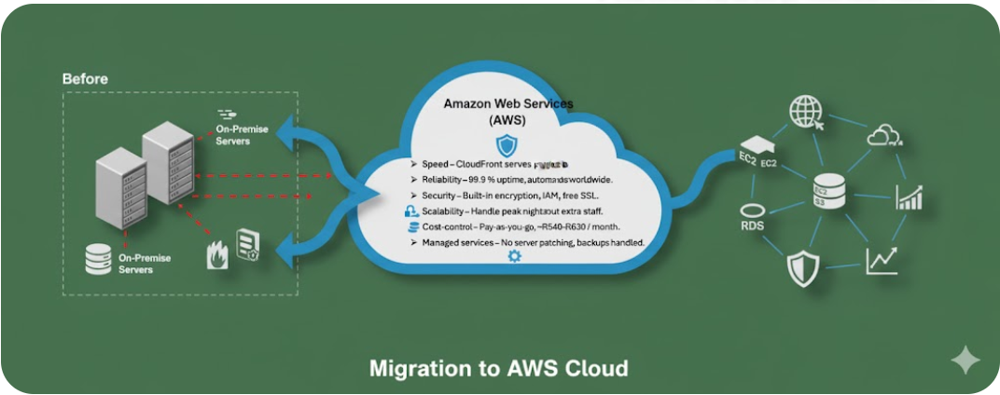 Before
On-Premise
Servers
On-Premise
Servers
Amazon Web Services
(AWS)
➤ Speed – CloudFront serves
➤ Reliability – 99.9 % uptime, worldwide.
➤ Security – Built-in encryption, IAM, free SSL.
Scalability – Handle peak extra staff.
Cost-control – Pay-as-you-go, ~R540-R630 / month.
➤ Managed services – No server patching, backups handled.
EC2 EC2
RDS
EC2
S3
Migration to AWS Cloud